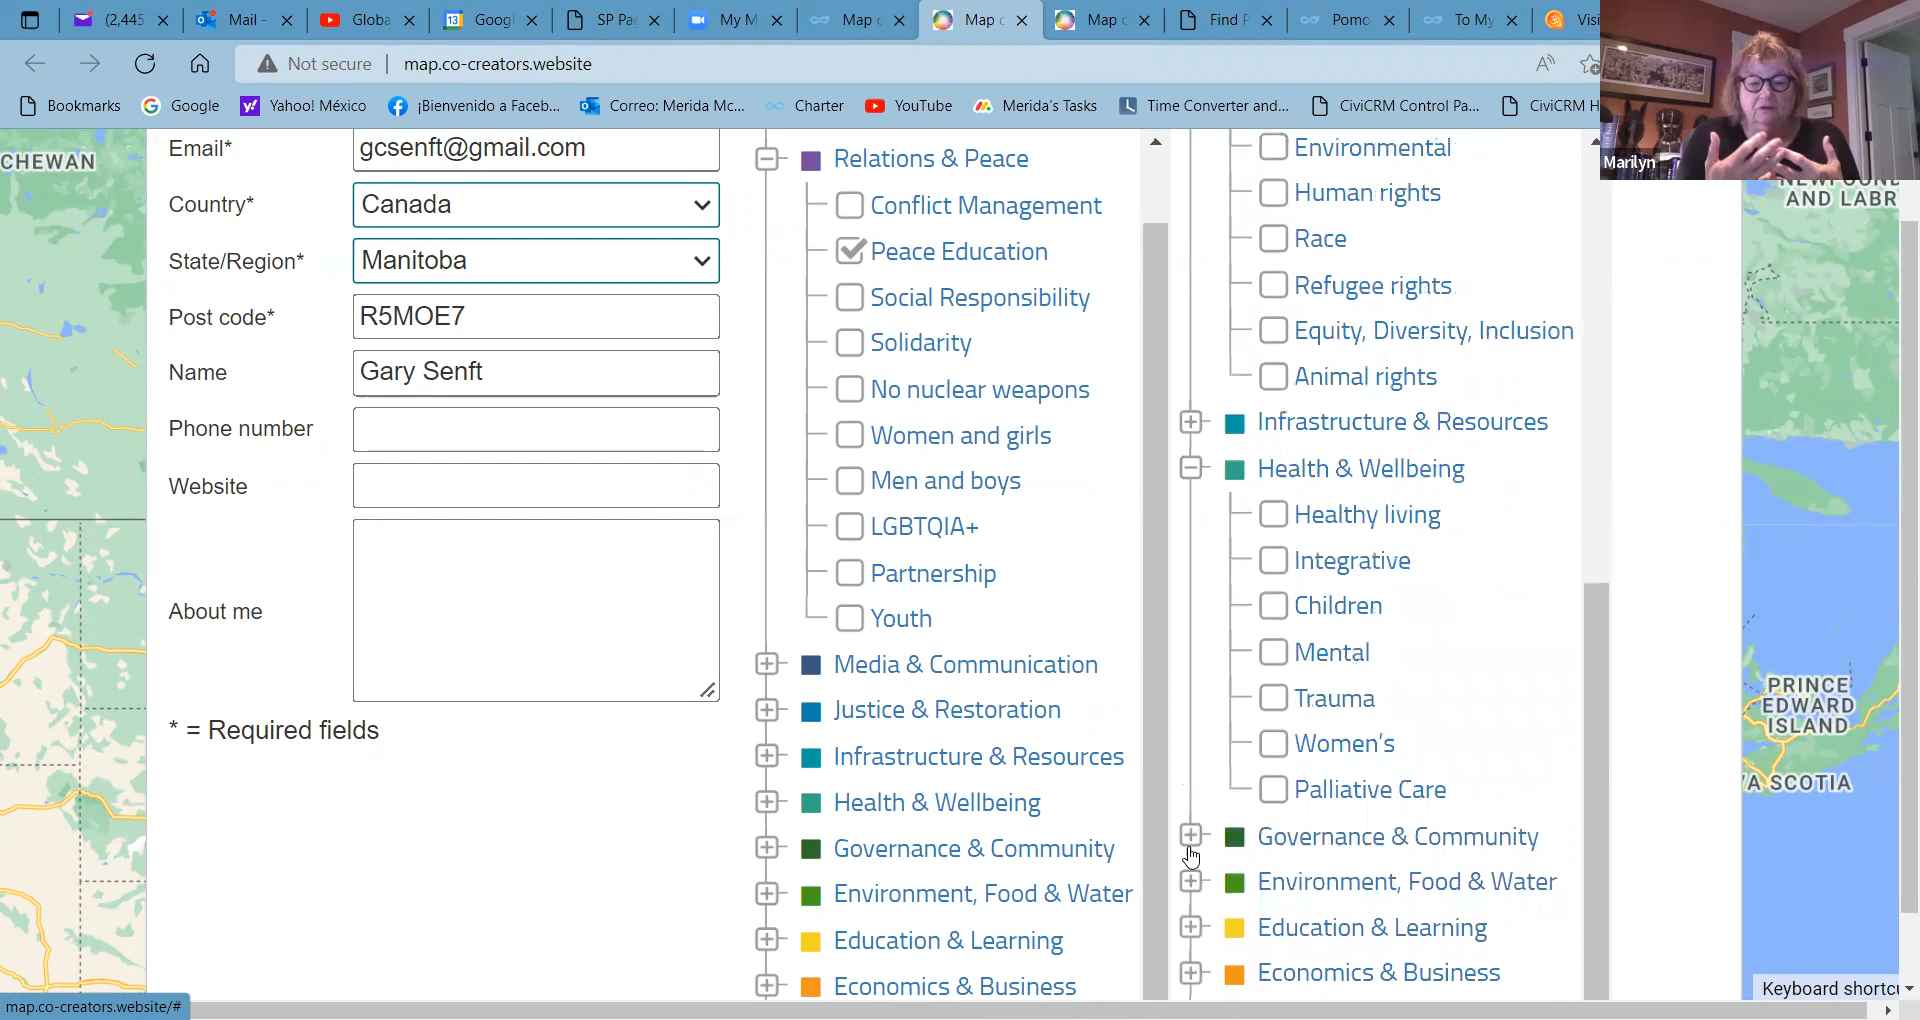 (2,445
Mail -
Globa
13
Goog
SP Pa
My M
Map c
Map c
Map c
Find P
Pomo
To My
Visi
Not secure
map.co-creators.website
Bookmarks
Google
Yahoo! México
¡Bienvenido a Faceb...
Correo: Merida Mc...
Charter
YouTube
Merida's Tasks
Time Converter and...
CiviCRM Control Pa...
CiviCRM H
Marilyn
CHEWAN
AND LABR
PRINCE
EDWARD
ISLAND
A SCOTIA
Email*
gcsenft@gmail.com
Country*
Canada
State/Region*
Manitoba
Post code*
R5MOE7
Name
Gary Senft
Phone number
Website
About me
* = Required fields
Relations & Peace
Conflict Management
Peace Education
Social Responsibility
Solidarity
No nuclear weapons
Women and girls
Men and boys
LGBTQIA+
Partnership
Youth
Media & Communication
Justice & Restoration
Infrastructure & Resources
Health & Wellbeing
Governance & Community
Environment, Food & Water
Education & Learning
Economics & Business
Environmental
Human rights
Race
Refugee rights
Equity, Diversity, Inclusion
Animal rights
Infrastructure & Resources
Health & Wellbeing
Healthy living
Integrative
Children
Mental
Trauma
Women's
Palliative Care
Governance & Community
Environment, Food & Water
Education & Learning
Economics & Business
Keyboard shortcu
map.co-creators.website/#